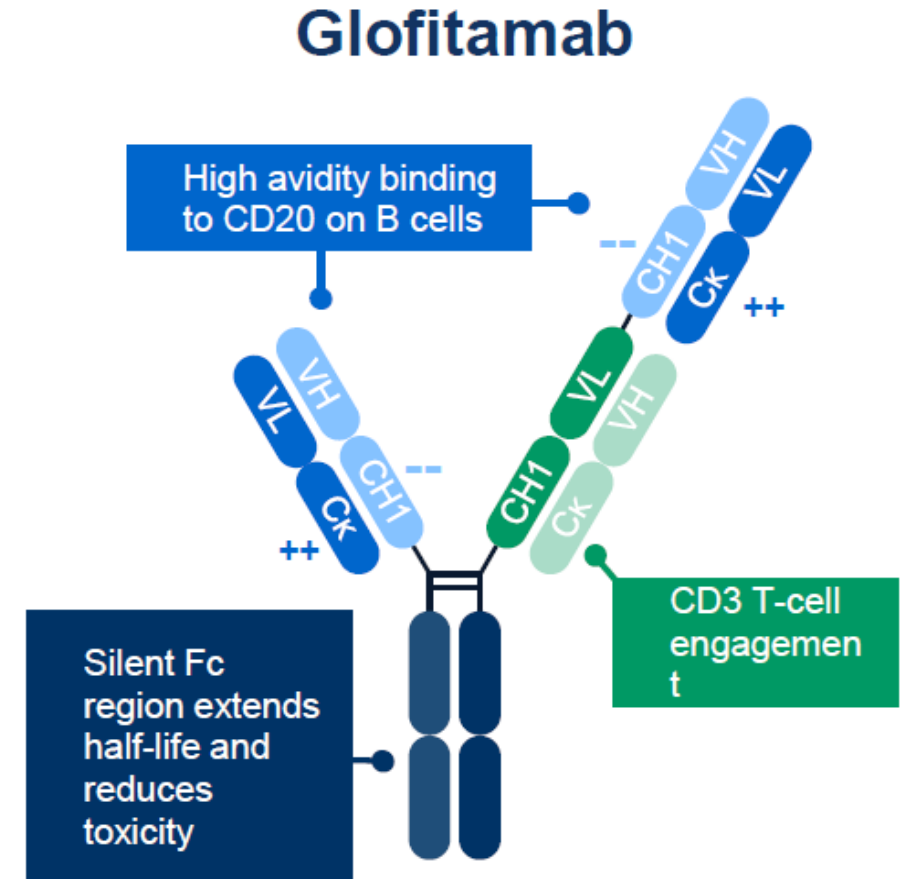 Glofitamab
High avidity binding
to CD20 on B cells
VH
VL
--
CH1
Cκ
++
VL
VH
CH1
Cκ
VH
VL
CH1
--
Cκ
++
CD3 T-cell
engagemen
t
Silent Fc
region extends
half-life and
reduces
toxicity